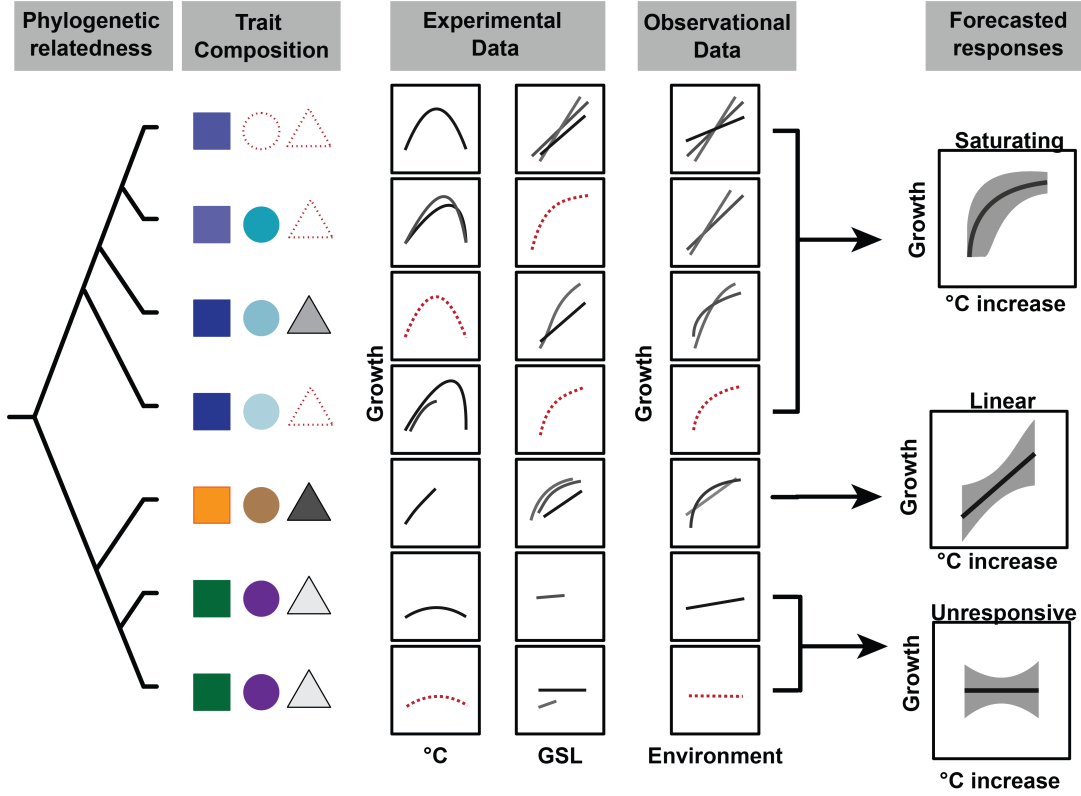 Phylogenetic
relatedness
Trait
Composition
Experimental
Data
Observational
Data
Forecasted
responses
Growth
Growth
°C
GSL
Environment
Saturating
Growth
°C increase
Linear
Growth
°C increase
Unresponsive
Growth
°C increase